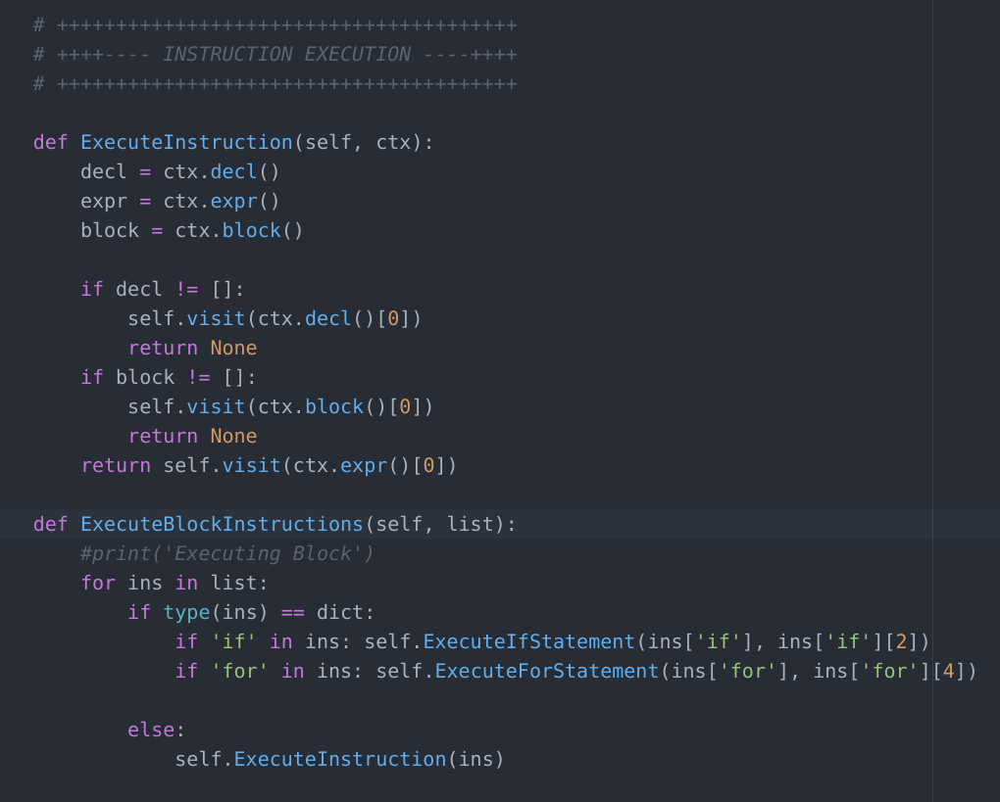 # +++++++++++++++++++++++++++++++++++++++
# ++++---- INSTRUCTION EXECUTION ----++++
# +++++++++++++++++++++++++++++++++++++++
def ExecuteInstruction(self, ctx):
    decl = ctx.decl()
    expr = ctx.expr()
    block = ctx.block()
    if decl != []:
        self.visit(ctx.decl()[0])
        return None
    if block != []:
        self.visit(ctx.block()[0])
        return None
    return self.visit(ctx.expr()[0])
def ExecuteBlockInstructions(self, list):
    #print('Executing Block')
    for ins in list:
        if type(ins) == dict:
            if 'if' in ins: self.ExecuteIfStatement(ins['if'], ins['if'][2])
            if 'for' in ins: self.ExecuteForStatement(ins['for'], ins['for'][4])
        else:
            self.ExecuteInstruction(ins)